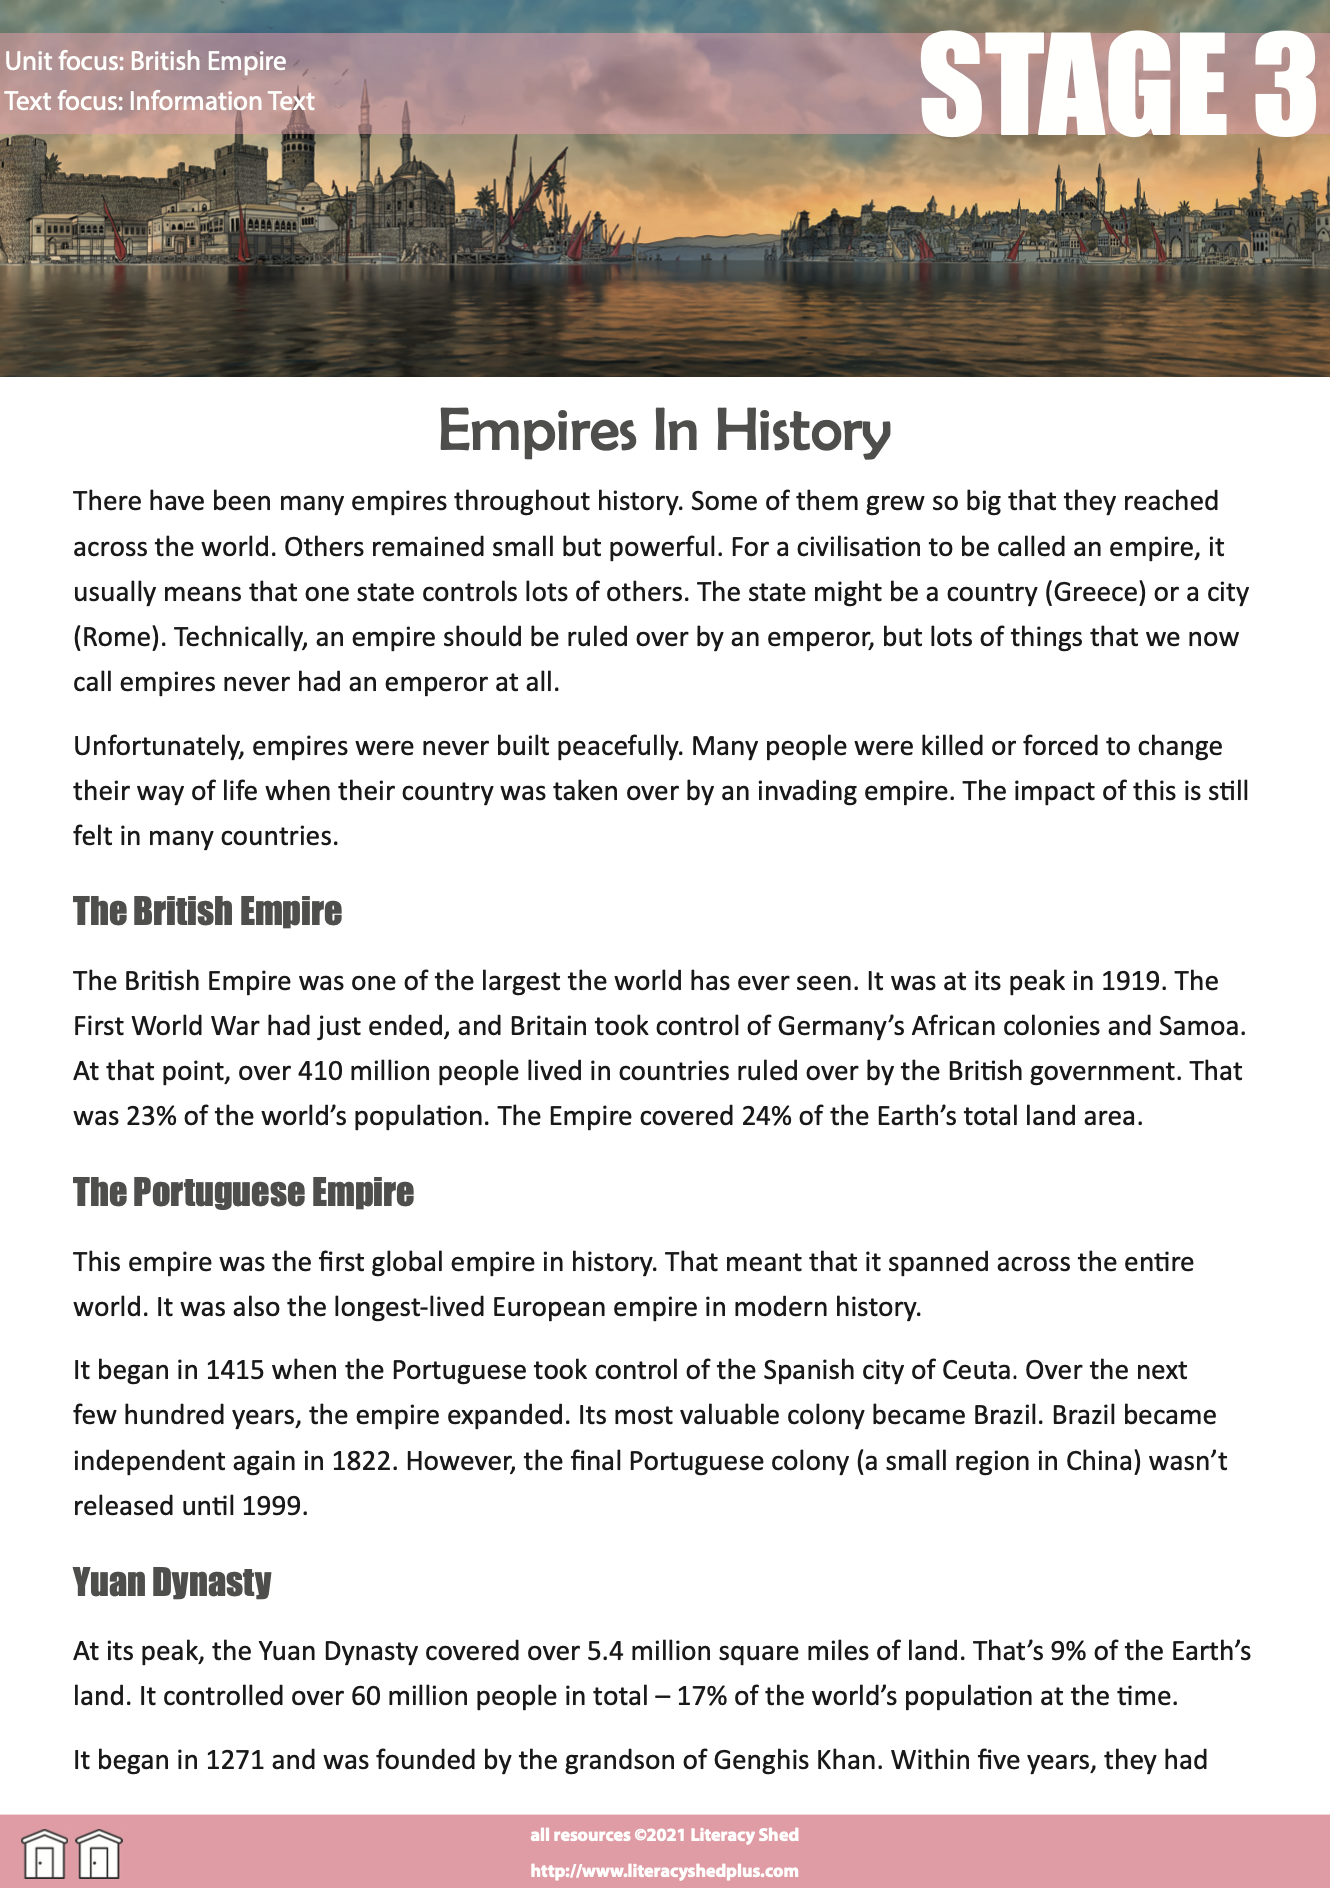 Unit focus: British Empire
Text focus: Information Text
STAGE 3
Empires In History
There have been many empires throughout history. Some of them grew so big that they reached
across the world. Others remained small but powerful. For a civilisation to be called an empire, it
usually means that one state controls lots of others. The state might be a country (Greece) or a city
(Rome). Technically, an empire should be ruled over by an emperor, but lots of things that we now
call empires never had an emperor at all.
Unfortunately, empires were never built peacefully. Many people were killed or forced to change
their way of life when their country was taken over by an invading empire. The impact of this is still
felt in many countries.
The British Empire
The British Empire was one of the largest the world has ever seen. It was at its peak in 1919. The
First World War had just ended, and Britain took control of Germany’s African colonies and Samoa.
At that point, over 410 million people lived in countries ruled over by the British government. That
was 23% of the world’s population. The Empire covered 24% of the Earth’s total land area.
The Portuguese Empire
This empire was the first global empire in history. That meant that it spanned across the entire
world. It was also the longest-lived European empire in modern history.
It began in 1415 when the Portuguese took control of the Spanish city of Ceuta. Over the next
few hundred years, the empire expanded. Its most valuable colony became Brazil. Brazil became
independent again in 1822. However, the final Portuguese colony (a small region in China) wasn’t
released until 1999.
Yuan Dynasty
At its peak, the Yuan Dynasty covered over 5.4 million square miles of land. That’s 9% of the Earth’s
land. It controlled over 60 million people in total – 17% of the world’s population at the time.
It began in 1271 and was founded by the grandson of Genghis Khan. Within five years, they had
all resources ©2021 Literacy Shed
http://www.literacyshedplus.com